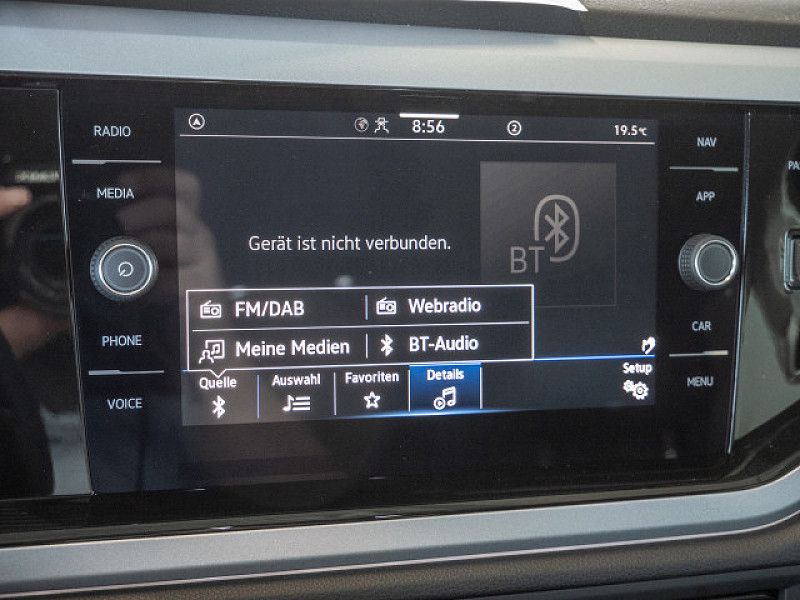 RADIO
MEDIA
PHONE
VOICE
8:56
2
19.5°C
Gerät ist nicht verbunden.
BT
FM/DAB
Webradio
Meine Medien
BT-Audio
Quelle
Auswahl
Favoriten
Details
Setup
NAV
APP
CAR
MENU